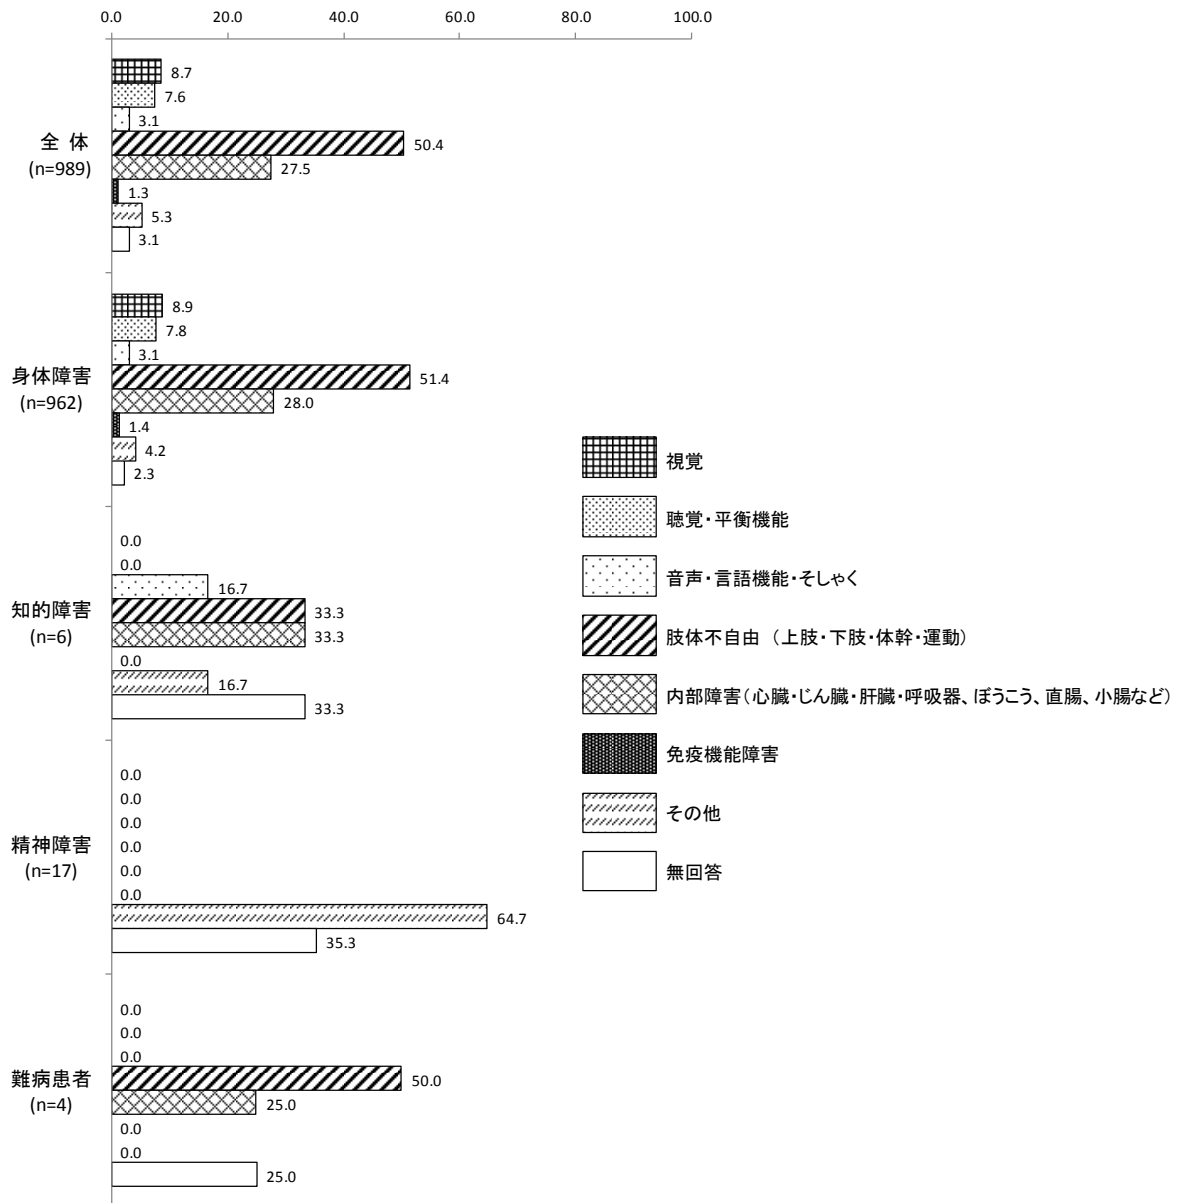 0.0 20.0 40.0 60.0 80.0 100.0
全 体
(n=989)
8.7
7.6
3.1
50.4
27.5
1.3
5.3
3.1
身体障害
(n=962)
8.9
7.8
3.1
51.4
28.0
1.4
4.2
2.3
知的障害
(n=6)
0.0
0.0
16.7
33.3
33.3
0.0
16.7
33.3
精神障害
(n=17)
0.0
0.0
0.0
0.0
0.0
0.0
64.7
35.3
難病患者
(n=4)
0.0
0.0
0.0
50.0
25.0
0.0
0.0
25.0
視覚
聴覚・平衡機能
音声・言語機能・そしゃく
肢体不自由 （上肢・下肢・体幹・運動）
内部障害（心臓・じん臓・肝臓・呼吸器、ぼうこう、直腸、小腸など）
免疫機能障害
その他
無回答